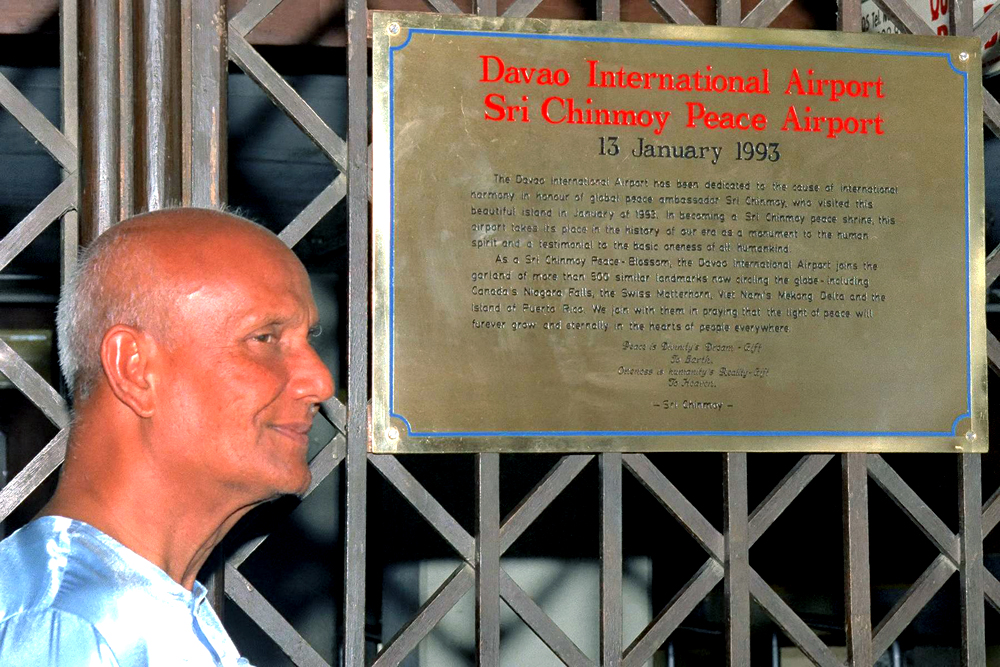 Davao International Airport
Sri Chinmoy Peace Airport
13 January 1993
The Davao International Airport has been dedicated to the cause of international
harmony in honour of global peace ambassador Sri Chinmoy, who visited this
beautiful island in January of 1993. In becoming a Sri Chinmoy peace shrine, this
airport takes its place in the history of our era as a monument to the human
spirit and a testimonial to the basic oneness of all humankind.
As a Sri Chinmoy Peace-Blossom, the Davao International Airport joins the
garland of more than 500 similar landmarks now circling the globe - including
Canada's Niagara Falls, the Swiss Matterhorn, Viet Nam's Mekong Delta and the
island of Puerto Rico. We join with them in praying that the light of peace will
furever grow and eternally in the hearts of people everywhere.
Peace is Divinity's Dream-Gift
To Earth.
Oneness is humanity's Reality-Gift
To Heaven.
- Sri Chinmoy -